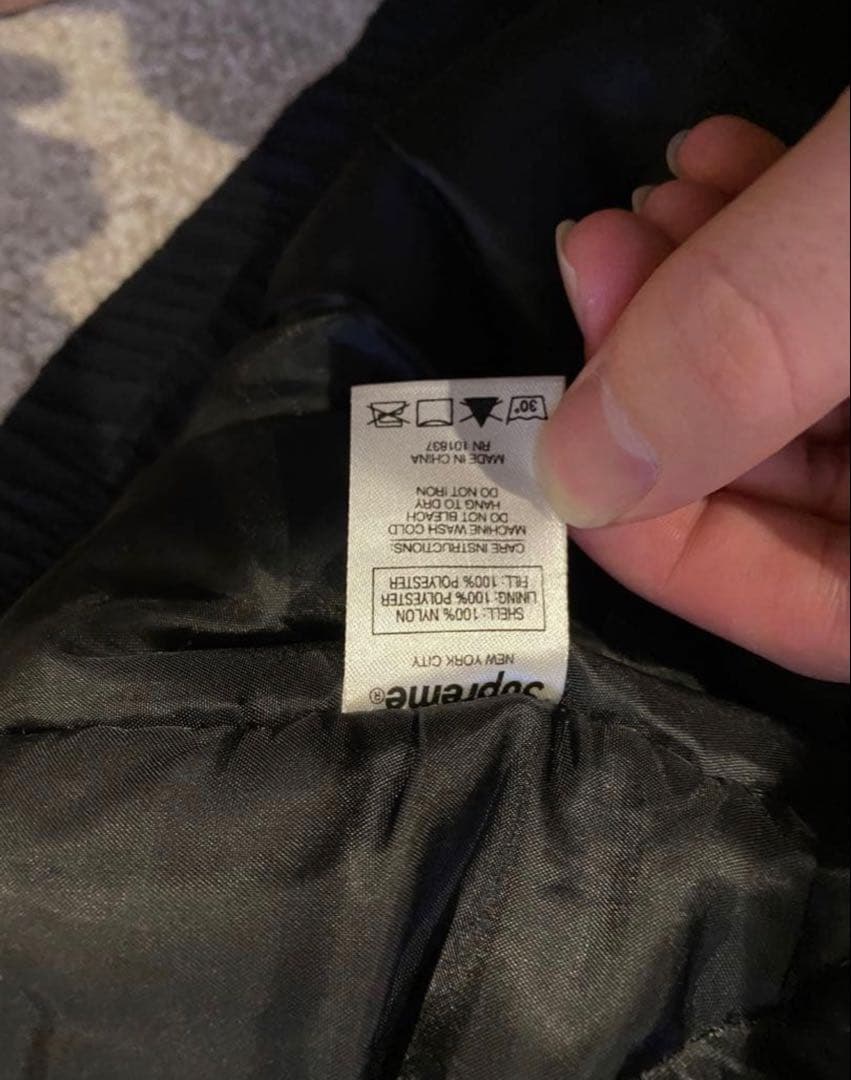 Supreme®
NEW YORK CITY
SHELL: 100% NYLON
LINING: 100% POLYESTER
FILL: 100% POLYESTER
CARE INSTRUCTIONS:
MACHINE WASH COLD
DO NOT BLEACH
HANG TO DRY
DO NOT IRON
MADE IN CHINA
RN 101837
30°